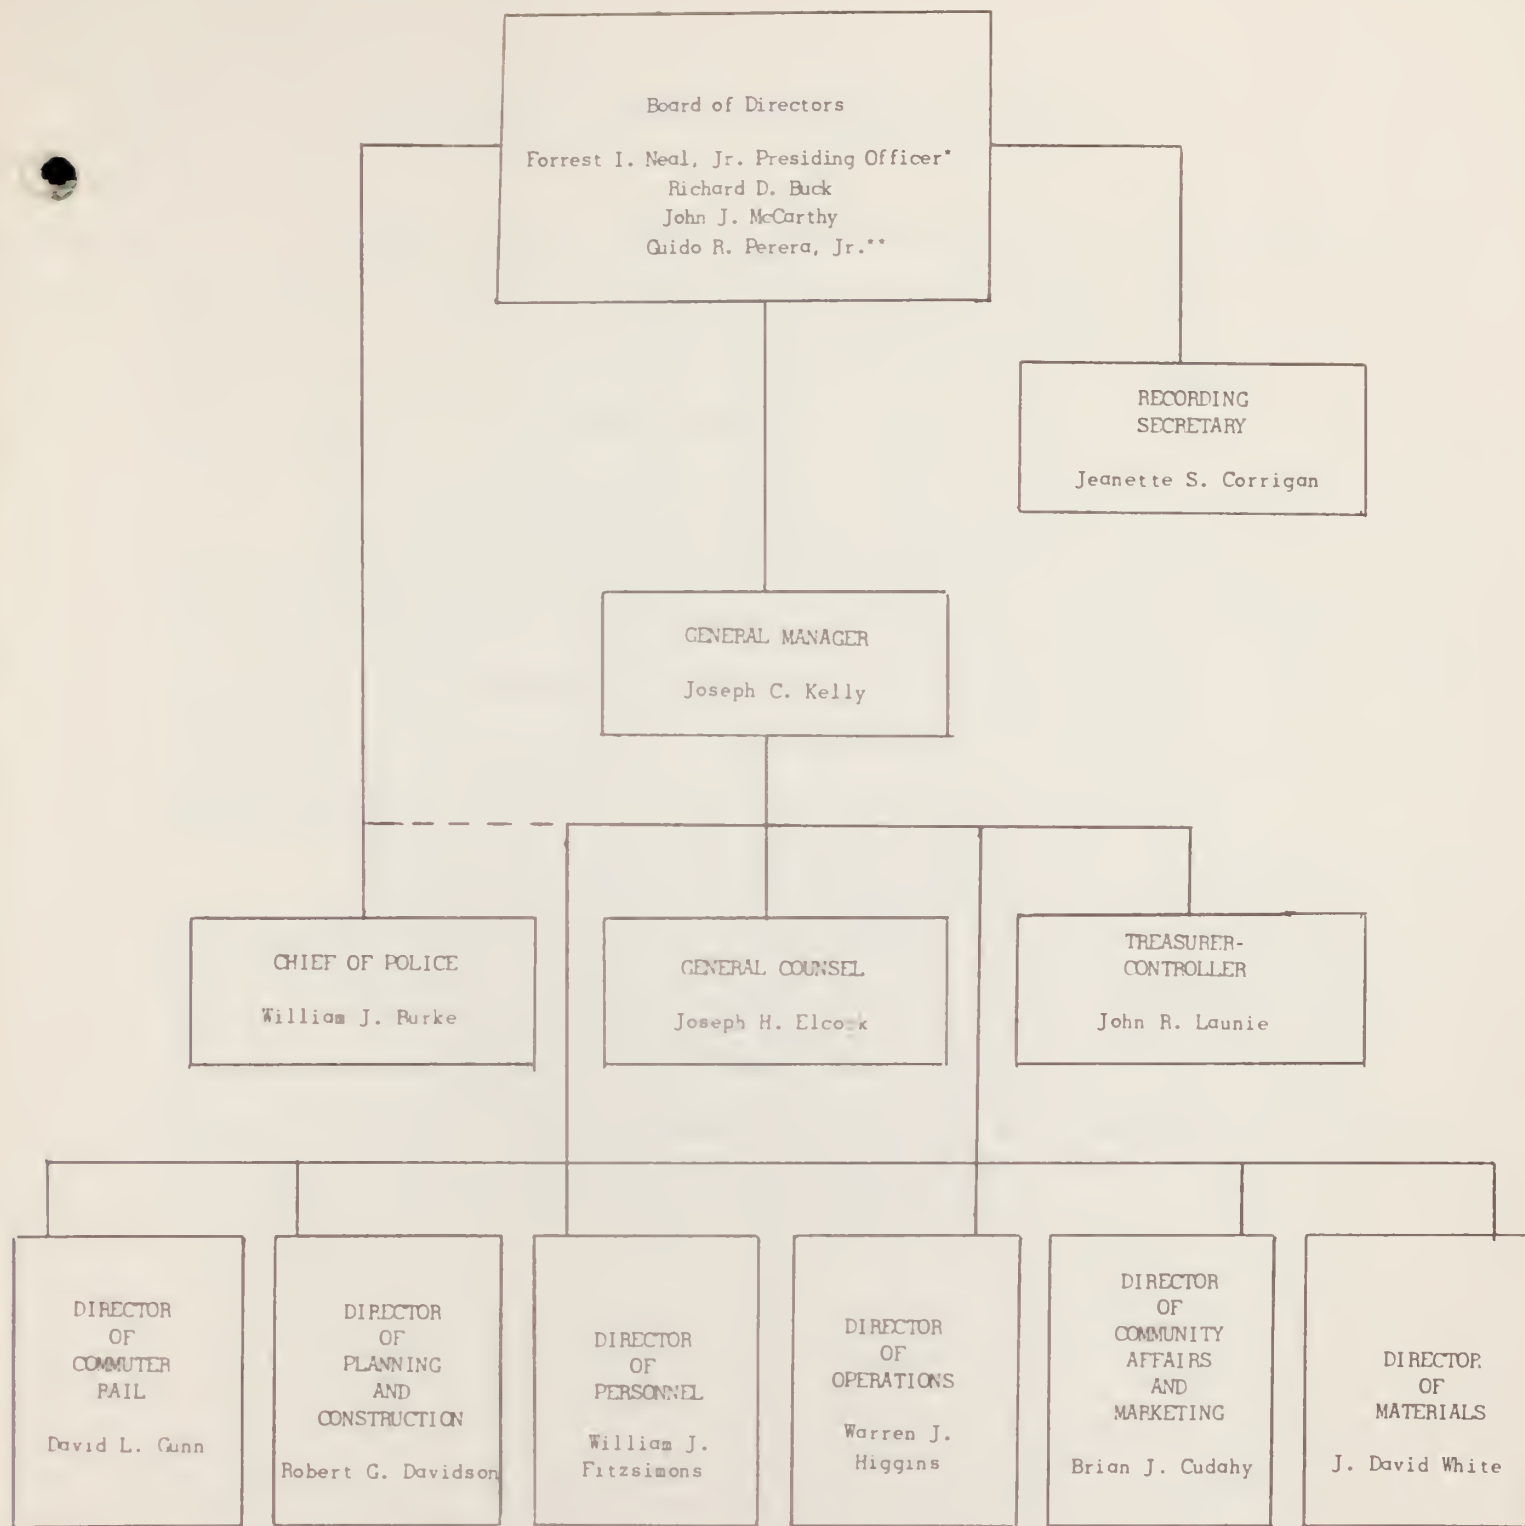 Board of Directors
Forrest I. Neal, Jr. Presiding Officer*
Richard D. Buck
John J. McCarthy
Guido R. Perera, Jr.**
RECORDING
SECRETARY
Jeanette S. Corrigan
GENERAL MANAGER
Joseph C. Kelly
CHIEF OF POLICE
William J. Burke
GENERAL COUNSEL
Joseph H. Elcock
TREASURER-
CONTROLLER
John R. Launie
DIRECTOR
OF
COMMUTER
RAIL
David L. Gunn
DIRECTOR
OF
PLANNING
AND
CONSTRUCTION
Robert G. Davidson
DIRECTOR
OF
PERSONNEL
William J.
Fitzsimons
DIRECTOR
OF
OPERATIONS
Warren J.
Higgins
DIRECTOR
OF
COMMUNITY
AFFAIRS
AND
MARKETING
Brian J. Cudahy
DIRECTOR
OF
MATERIALS
J. David White